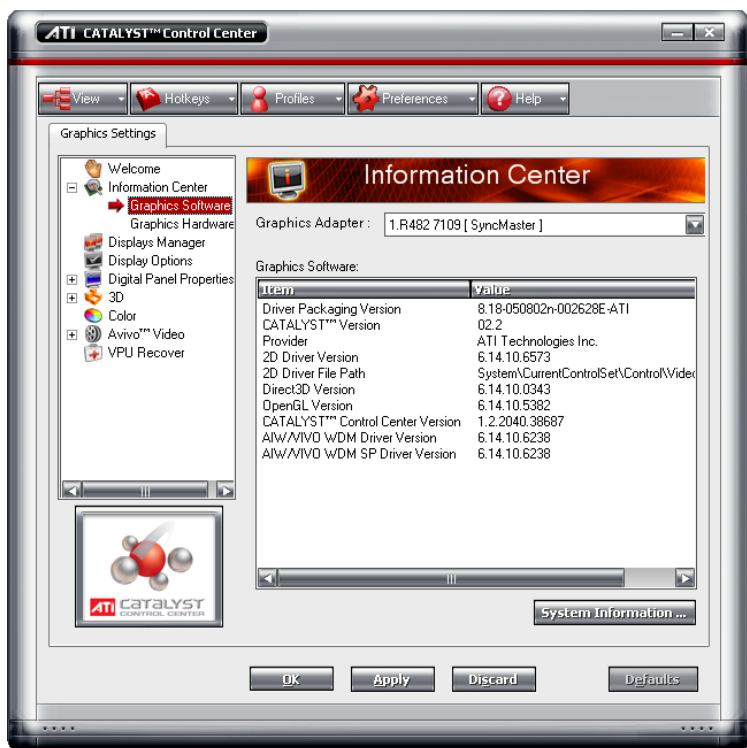 ATI CATALYST™ Control Center
View Hotkeys Profiles Preferences Help
Graphics Settings
Welcome
Information Center
Graphics Software
Graphics Hardware
Displays Manager
Display Options
Digital Panel Properties
3D
Color
Avivo™ Video
VPU Recover
ATI CATALYST
CONTROL CENTER
Information Center
Graphics Adapter : 1.R482 7109 [ SyncMaster ]
Graphics Software:
Item Value
Driver Packaging Version 8.18-050802n-002628E-ATI
CATALYST™ Version 02.2
Provider ATI Technologies Inc.
2D Driver Version 6.14.10.6573
2D Driver File Path System\CurrentControlSet\Control\Video
Direct3D Version 6.14.10.0343
OpenGL Version 6.14.10.5382
CATALYST™ Control Center Version 1.2.2040.38687
AIW/VIVO WDM Driver Version 6.14.10.6238
AIW/VIVO WDM SP Driver Version 6.14.10.6238
System Information ...
OK Apply Discard Defaults